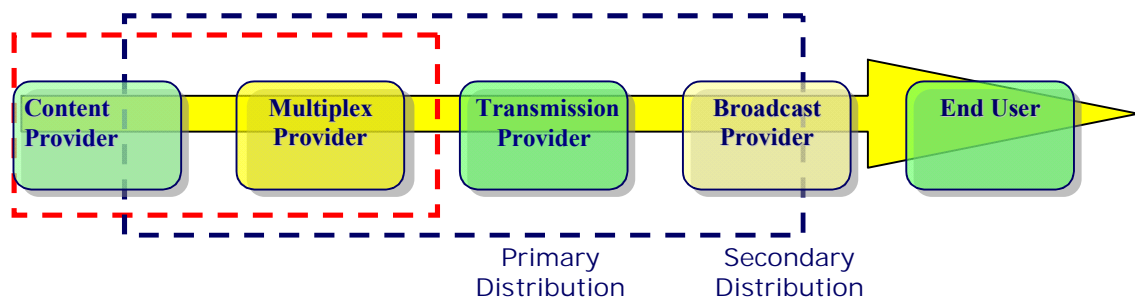 Content
Provider
Multiplex
Provider
Transmission
Provider
Broadcast
Provider
End User
Primary
Distribution
Secondary
Distribution